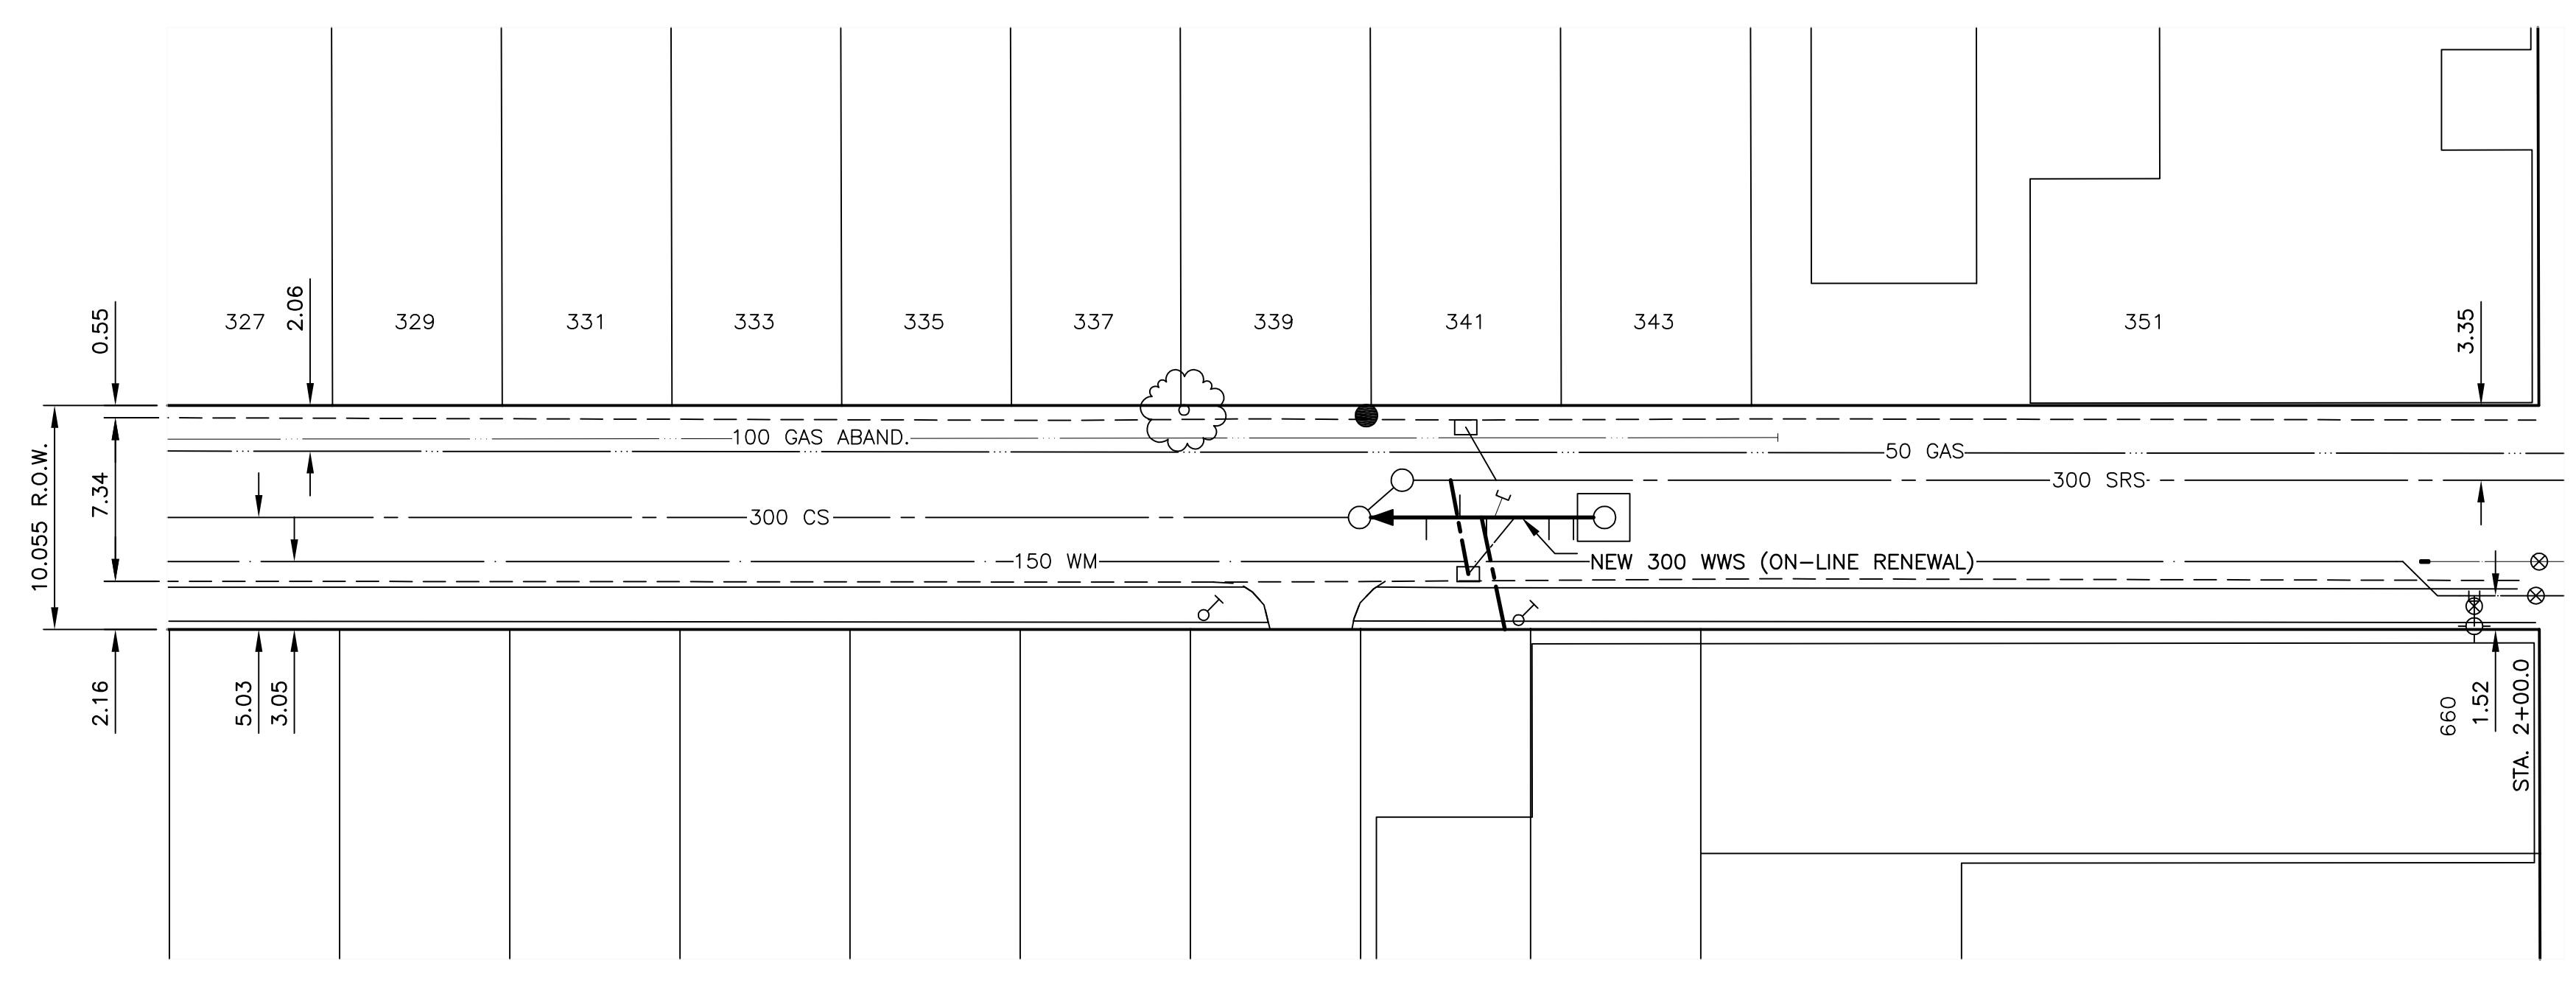 327
329
331
333
335
337
339
341
343
351
0.55
2.06
3.35
100 GAS ABAND.
50 GAS
10.055 R.O.W.
7.34
300 SRS
300 CS
150 WM
NEW 300 WWS (ON-LINE RENEWAL)
2.16
5.03
3.05
660
1.52
STA. 2+00.0